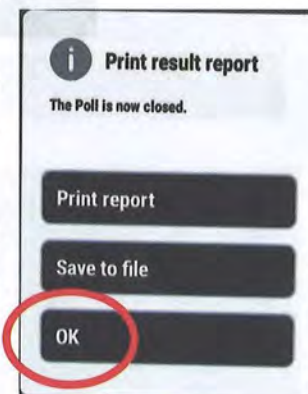 i Print result report
The Poll is now closed.
Print report
Save to file
OK